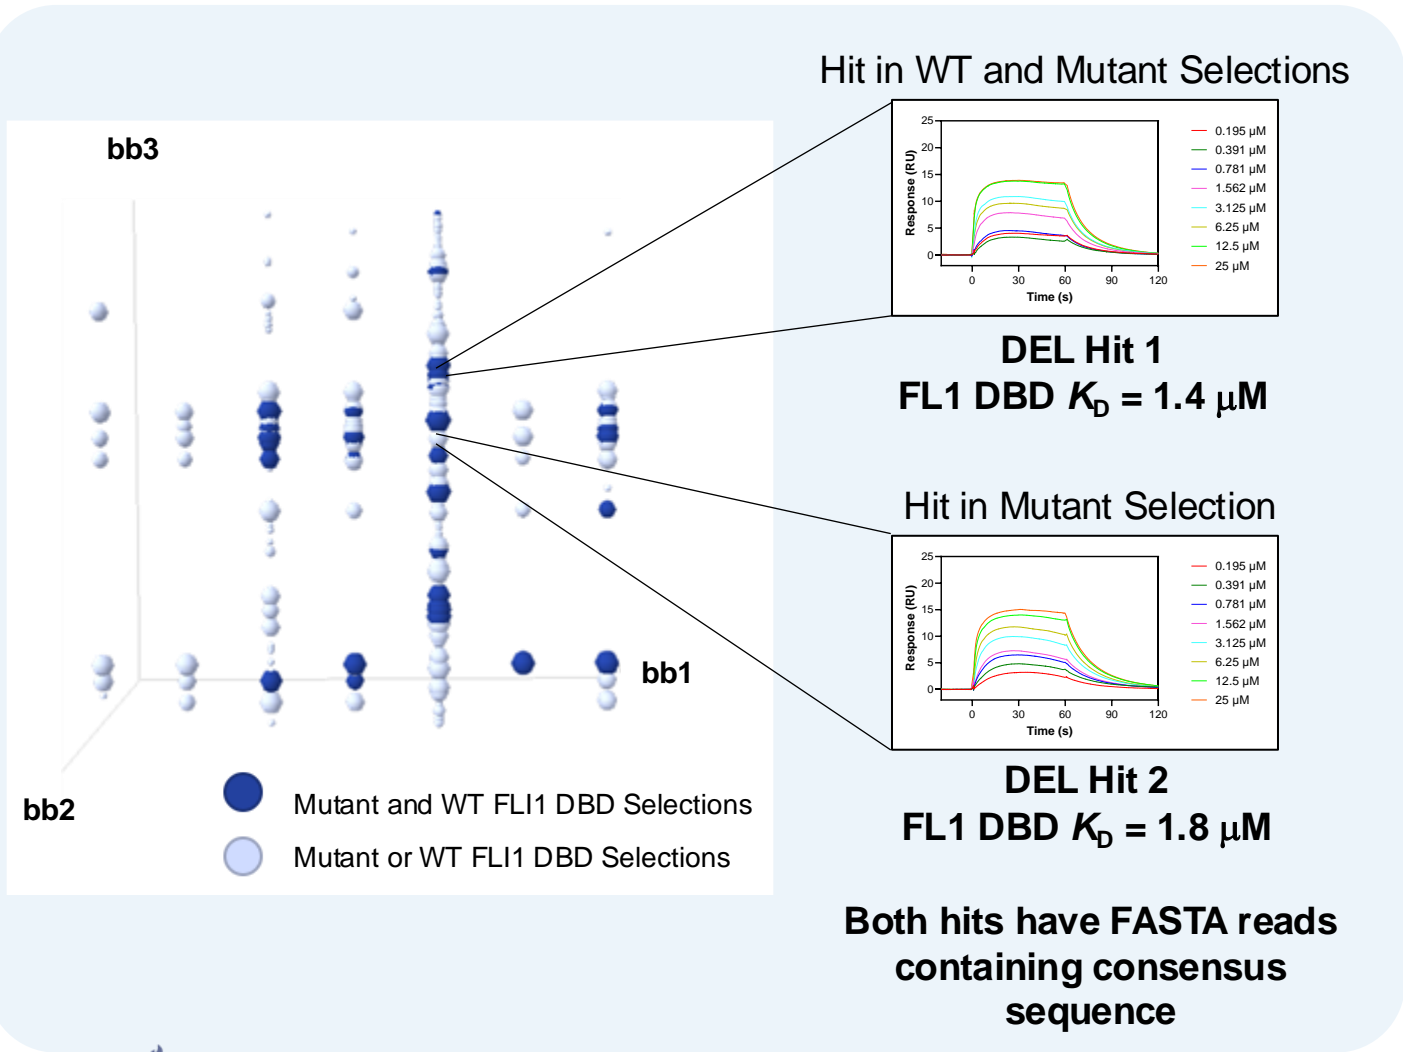 bb3
bb1
bb2
Mutant and WT FLI1 DBD Selections
Mutant or WT FLI1 DBD Selections
Hit in WT and Mutant Selections
25
20
15
10
5
0
Response (RU)
0 30 60 90 120
Time (s)
0.195 µM
0.391 µM
0.781 µM
1.562 µM
3.125 µM
6.25 µM
12.5 µM
25 µM
DEL Hit 1
FL1 DBD KD = 1.4 µM
Hit in Mutant Selection
25
20
15
10
5
0
Response (RU)
0 30 60 90 120
Time (s)
0.195 µM
0.391 µM
0.781 µM
1.562 µM
3.125 µM
6.25 µM
12.5 µM
25 µM
DEL Hit 2
FL1 DBD KD = 1.8 µM
Both hits have FASTA reads
containing consensus
sequence